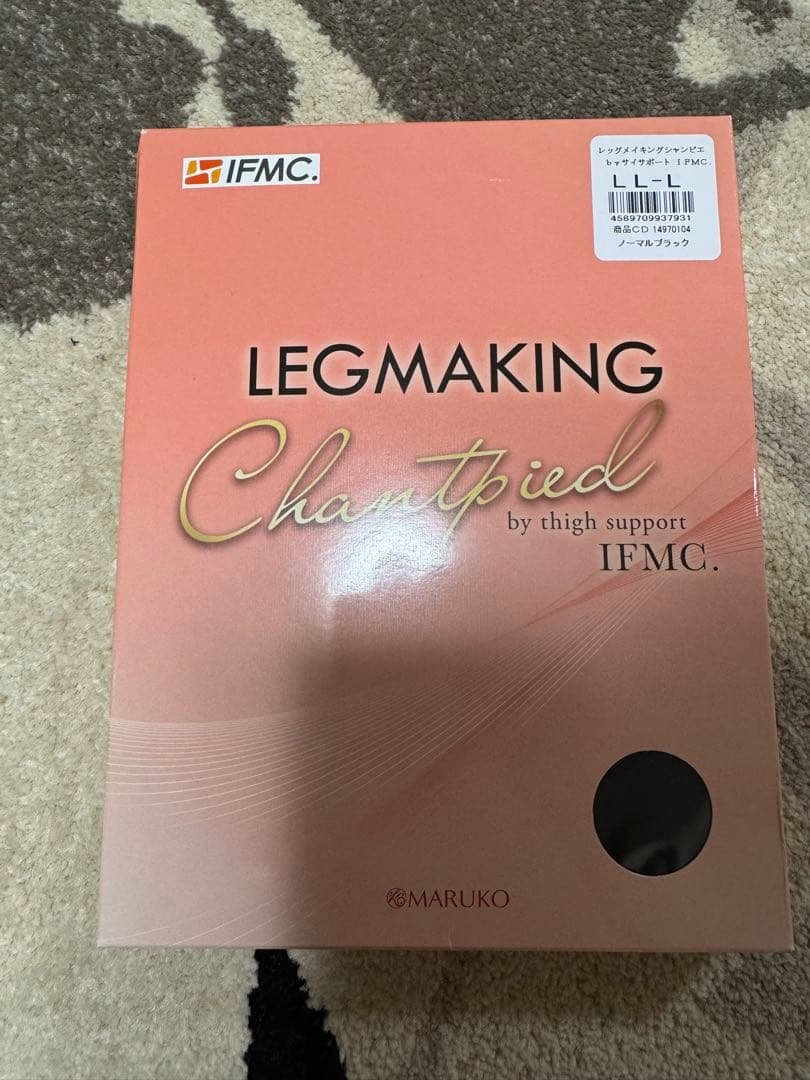 IFMC.
レッグメイキングシャンピエ
byサイサポート IFMC.
LL-L
4589709937931
商品CD 14970104
ノーマルブラック
LEGMAKING
Chantpied
by thigh support
IFMC.
MARUKO